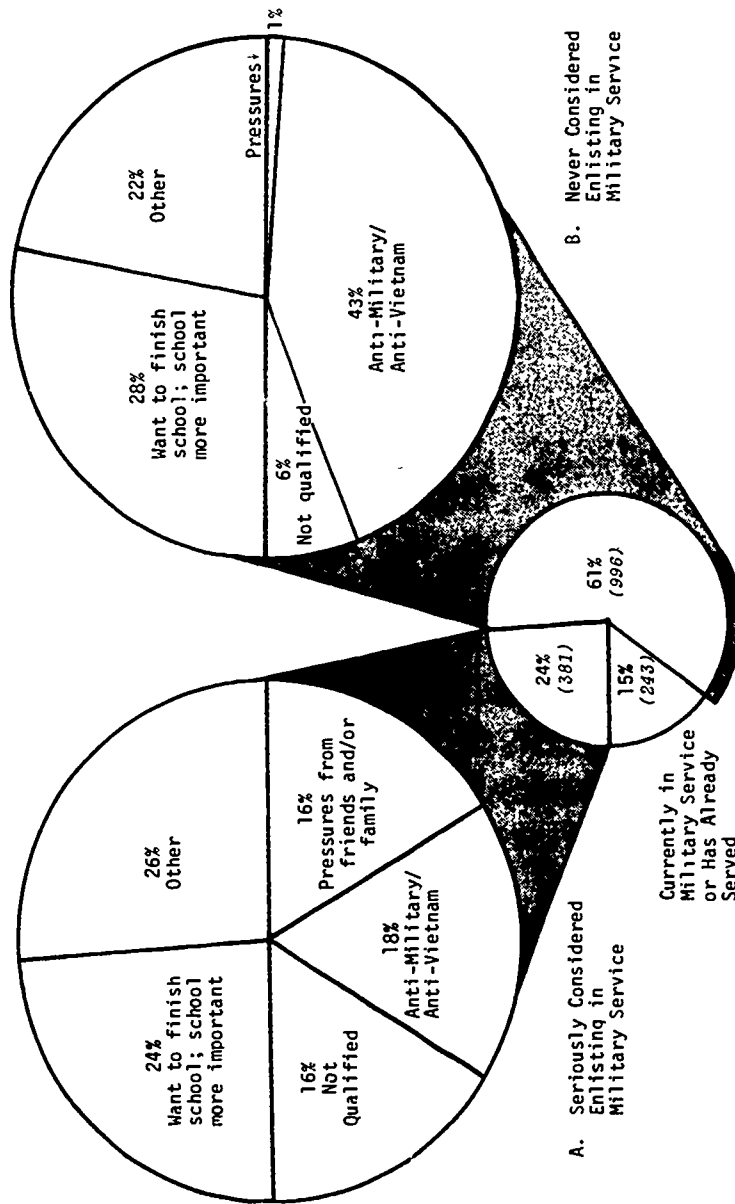 24%
Want to finish
school; school
more important
26%
Other
16%
Pressures from
friends and/or
family
18%
Anti-Military/
Anti-Vietnam
16%
Not
Qualified
A. Seriously Considered
Enlisting in
Military Service
28%
Want to finish
school; school
more important
22%
Other
Pressures↓
1%
43%
Anti-Military/
Anti-Vietnam
6%
Not qualified
B. Never Considered
Enlisting in
Military Service
24%
(381)
61%
(996)
15%
(243)
Currently in
Military Service
or Has Already
Served